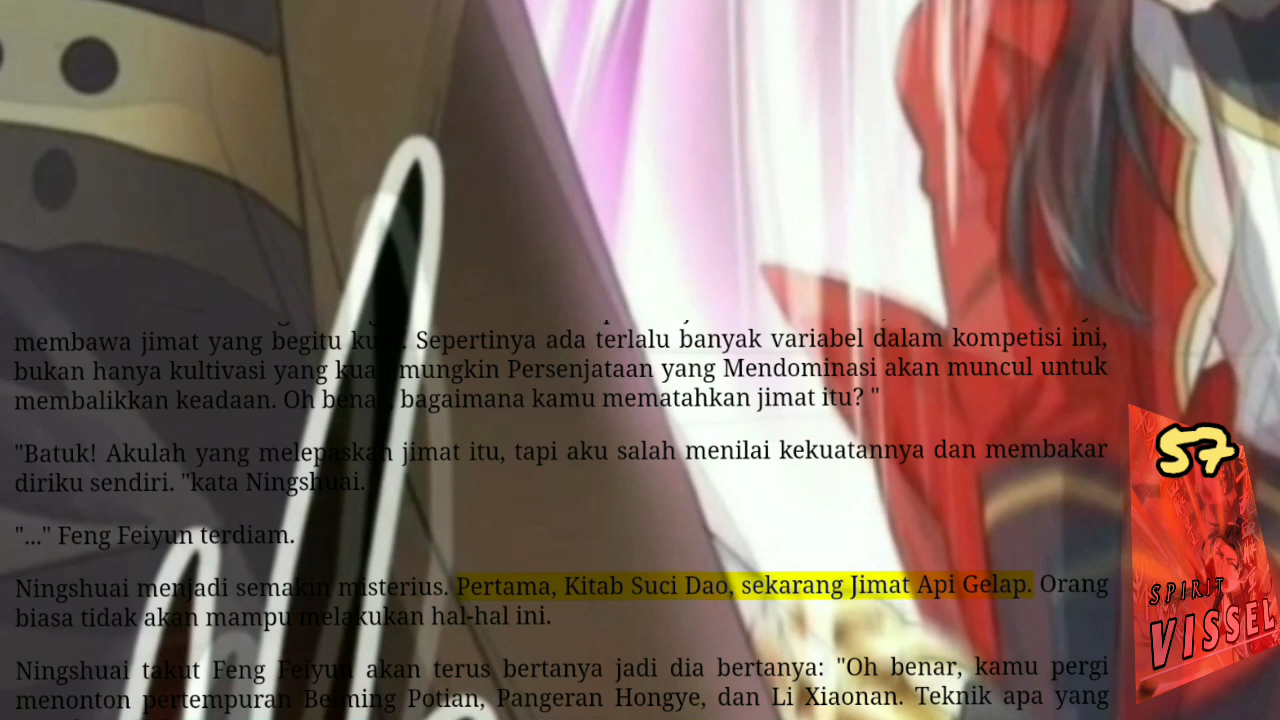 membawa jimat yang begitu Sepertinya ada terlalu banyak variabel dalam kompetisi ini,
bukan hanya kultivasi yang mungkin Persenjataan yang Mendominasi akan muncul untuk
membalikkan keadaan. Oh bagaimana kamu mematahkan jimat itu? "
"Batuk! Akulah yang melepaskan jimat itu, tapi aku salah menilai kekuatannya dan membakar
diriku sendiri. "kata Ningshuai.
"..." Feng Feiyun terdiam.
Ningshuai menjadi semakin misterius. Pertama, Kitab Suci Dao, sekarang Jimat Api Gelap. Orang
biasa tidak akan mampu melakukan hal-hal ini.
Ningshuai takut Feng Feiyun akan terus bertanya jadi dia bertanya: "Oh benar, kamu pergi
menonton pertempuran Beiming Potian, Pangeran Hongye, dan Li Xiaonan. Teknik apa yang
57
SPIRIT
VISSEL